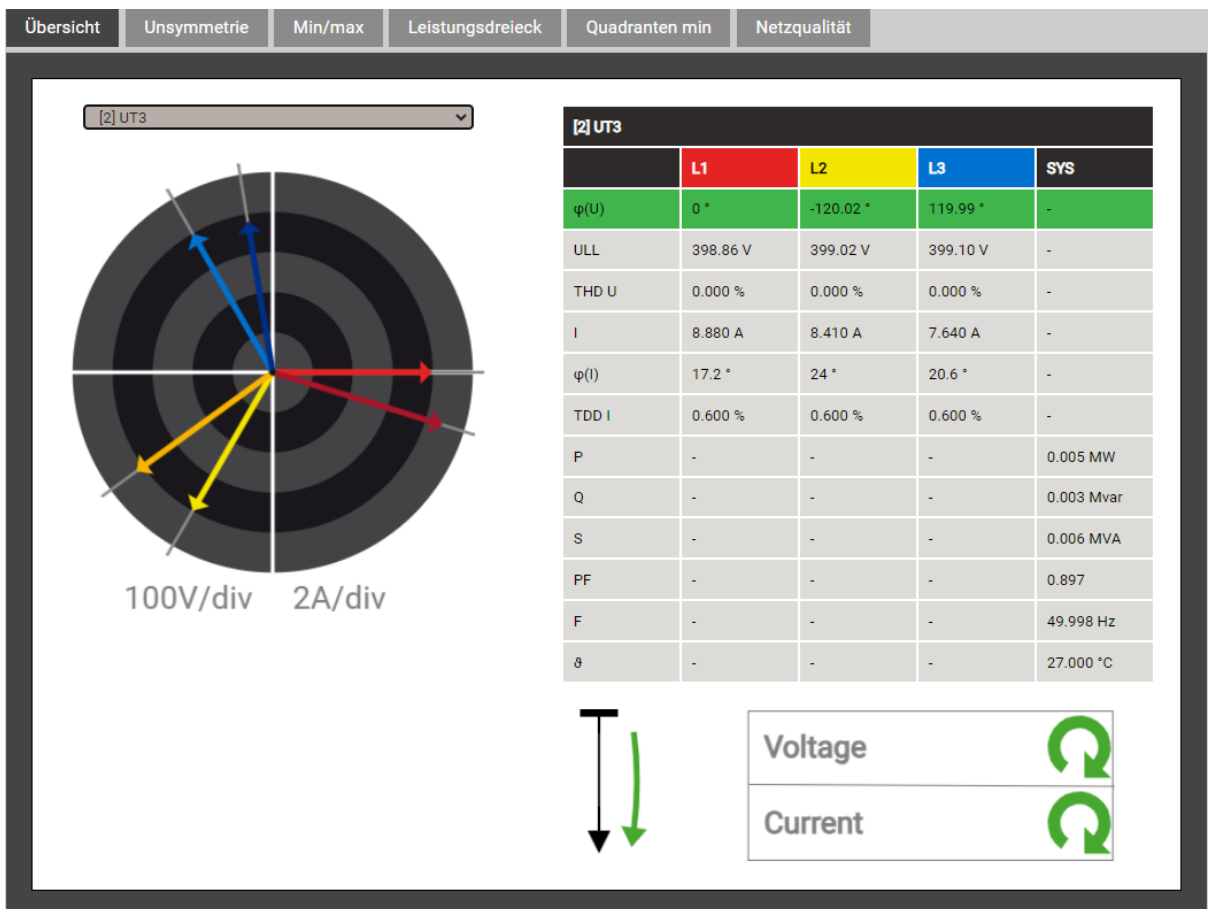 Übersicht Unsymmetrie Min/max Leistungsdreieck Quadranten min Netzqualität
[2] UT3
100V/div 2A/div
[2] UT3
L1 L2 L3 SYS
φ(U) 0 ° -120.02 ° 119.99 ° -
ULL 398.86 V 399.02 V 399.10 V -
THD U 0.000 % 0.000 % 0.000 % -
I 8.880 A 8.410 A 7.640 A -
φ(I) 17.2 ° 24 ° 20.6 ° -
TDD I 0.600 % 0.600 % 0.600 % -
P - - - 0.005 MW
Q - - - 0.003 Mvar
S - - - 0.006 MVA
PF - - - 0.897
F - - - 49.998 Hz
ϑ - - - 27.000 °C
Voltage
Current